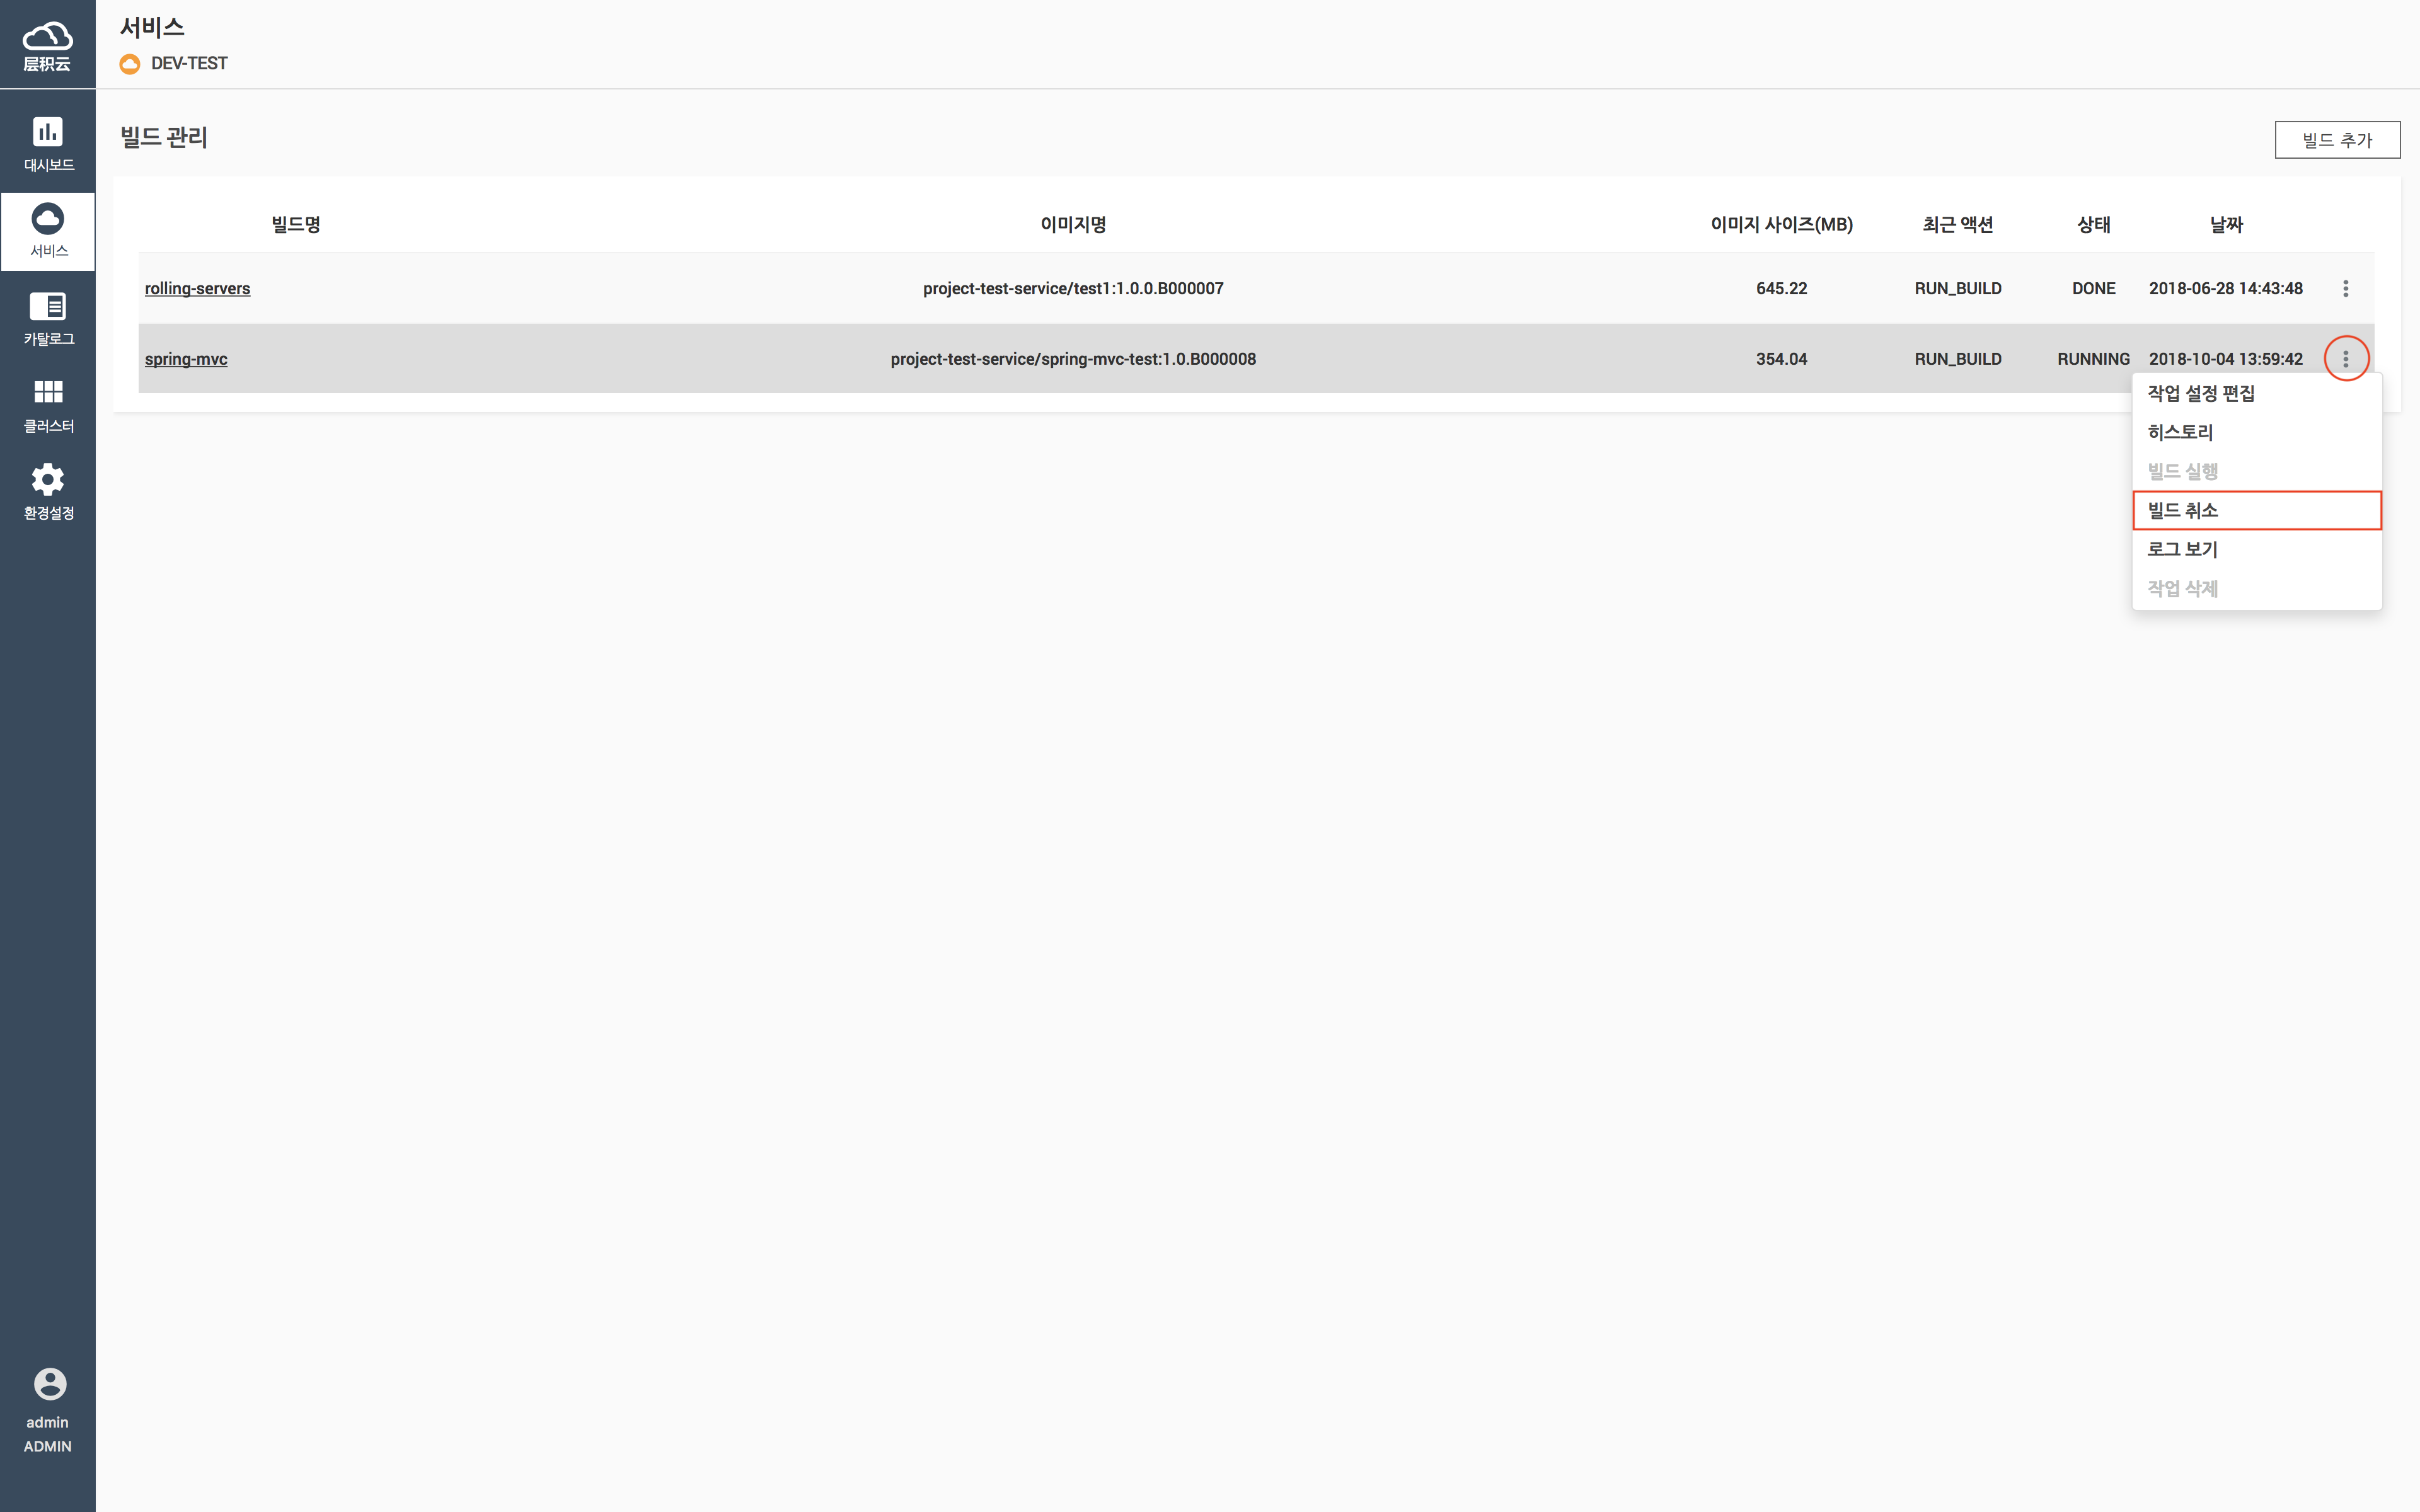 层积云
서비스
DEV-TEST
대시보드
서비스
카탈로그
클러스터
환경설정
admin
ADMIN
빌드 관리
빌드 추가
빌드명 이미지명 이미지 사이즈(MB) 최근 액션 상태 날짜
rolling-servers project-test-service/test1:1.0.0.B000007 645.22 RUN_BUILD DONE 2018-06-28 14:43:48
spring-mvc project-test-service/spring-mvc-test:1.0.B000008 354.04 RUN_BUILD RUNNING 2018-10-04 13:59:42
작업 설정 편집
히스토리
빌드 실행
빌드 취소
로그 보기
작업 삭제